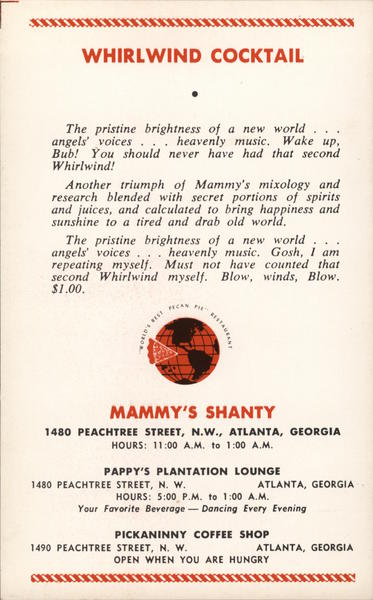 WHIRLWIND COCKTAIL
•
The pristine brightness of a new world . . .
angels' voices . . . heavenly music. Wake up,
Bub! You should never have had that second
Whirlwind!
Another triumph of Mammy's mixology and
research blended with secret portions of spirits
and juices, and calculated to bring happiness and
sunshine to a tired and drab old world.
The pristine brightness of a new world . . .
angels' voices . . . heavenly music. Gosh, I am
repeating myself. Must not have counted that
second Whirlwind myself. Blow, winds, Blow.
$1.00.
"WORLD'S BEST PECAN PIE" RESTAURANT
MAMMY'S SHANTY
1480 PEACHTREE STREET, N.W., ATLANTA, GEORGIA
HOURS: 11:00 A.M. to 1:00 A.M.
PAPPY'S PLANTATION LOUNGE
1480 PEACHTREE STREET, N. W. ATLANTA, GEORGIA
HOURS: 5:00 P.M. to 1:00 A.M.
Your Favorite Beverage — Dancing Every Evening
PICKANINNY COFFEE SHOP
1490 PEACHTREE STREET, N. W. ATLANTA, GEORGIA
OPEN WHEN YOU ARE HUNGRY